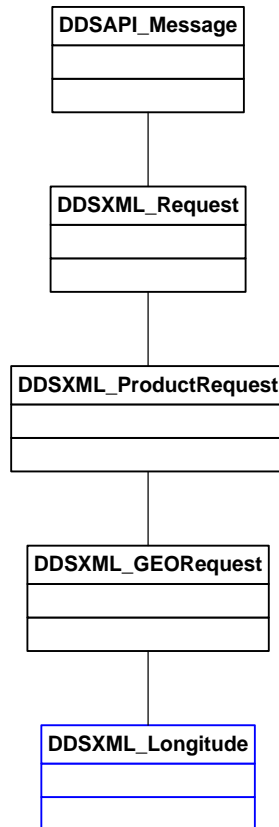 DDSAPI_Message
DDSXML_Request
DDSXML_ProductRequest
DDSXML_GEORequest
DDSXML_Longitude